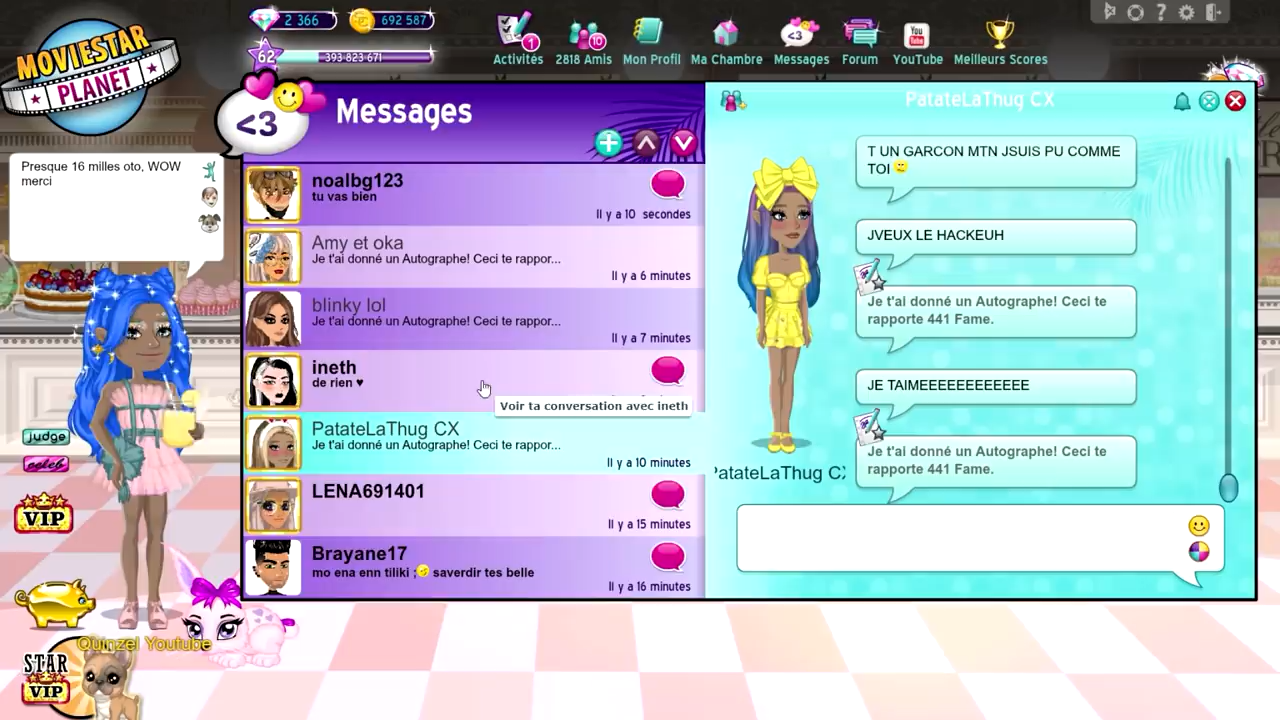 2 366
692 587
62
393 823 671
1
10
Activités
2818 Amis
Mon Profil
Ma Chambre
<3
Messages
Forum
You
Tube
YouTube
Meilleurs Scores
MOVIESTAR
PLANET
Presque 16 milles oto, WOW
merci
judge
celeb
VIP
Quinzel Youtube
STAR
VIP
<3
Messages
noalbg123
tu vas bien
Il y a 10 secondes
Amy et oka
Je t'ai donné un Autographe! Ceci te rappor...
Il y a 6 minutes
blinky lol
Je t'ai donné un Autographe! Ceci te rappor...
Il y a 7 minutes
ineth
de rien ♥
Voir ta conversation avec ineth
PatateLaThug CX
Je t'ai donné un Autographe! Ceci te rappor...
Il y a 10 minutes
LENA691401
Il y a 15 minutes
Brayane17
mo ena enn tiliki ;😏 saverdir tes belle
Il y a 16 minutes
PatateLaThug CX
T UN GARCON MTN JSUIS PU COMME
TOI 🙂
JVEUX LE HACKEUH
Je t'ai donné un Autographe! Ceci te
rapporte 441 Fame.
JE TAIMEEEEEEEEEEEE
Je t'ai donné un Autographe! Ceci te
rapporte 441 Fame.
PatateLaThug CX